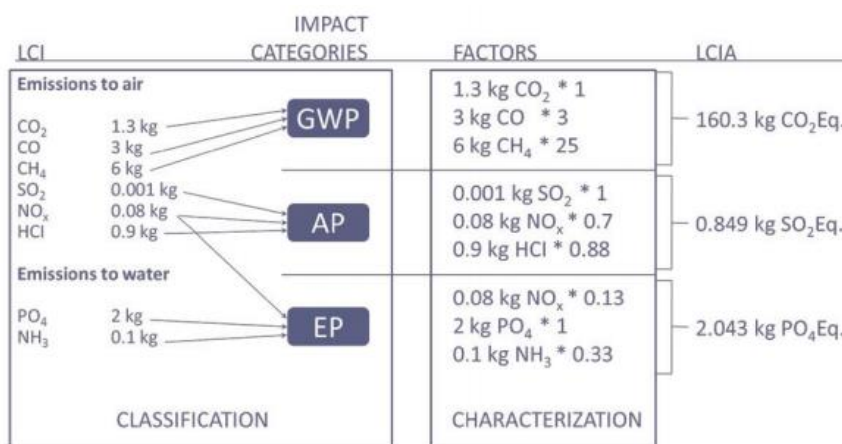 IMPACT
LCI CATEGORIES FACTORS LCIA
Emissions to air
CO₂ 1.3 kg
CO 3 kg
CH₄ 6 kg
SO₂ 0.001 kg
NOₓ 0.08 kg
HCl 0.9 kg
GWP
1.3 kg CO₂ * 1
3 kg CO * 3
6 kg CH₄ * 25
160.3 kg CO₂Eq.
AP
0.001 kg SO₂ * 1
0.08 kg NOₓ * 0.7
0.9 kg HCl * 0.88
0.849 kg SO₂Eq.
Emissions to water
PO₄ 2 kg
NH₃ 0.1 kg
EP
0.08 kg NOₓ * 0.13
2 kg PO₄ * 1
0.1 kg NH₃ * 0.33
2.043 kg PO₄Eq.
CLASSIFICATION CHARACTERIZATION